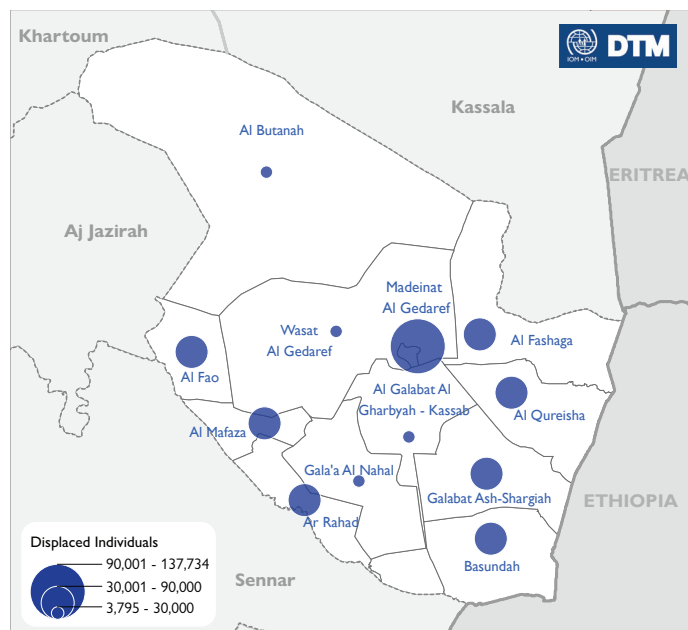 Khartoum
IOM • OIM
DTM
Kassala
Al Butanah
ERITREA
Aj Jazirah
Madeinat
Al Gedaref
Wasat
Al Gedaref
Al Fashaga
Al Fao
Al Galabat Al
Gharbyah - Kassab
Al Qureisha
Al Mafaza
Gala'a Al Nahal
Galabat Ash-Shargiah
ETHIOPIA
Ar Rahad
Basundah
Sennar
Displaced Individuals
90,001 - 137,734
30,001 - 90,000
3,795 - 30,000